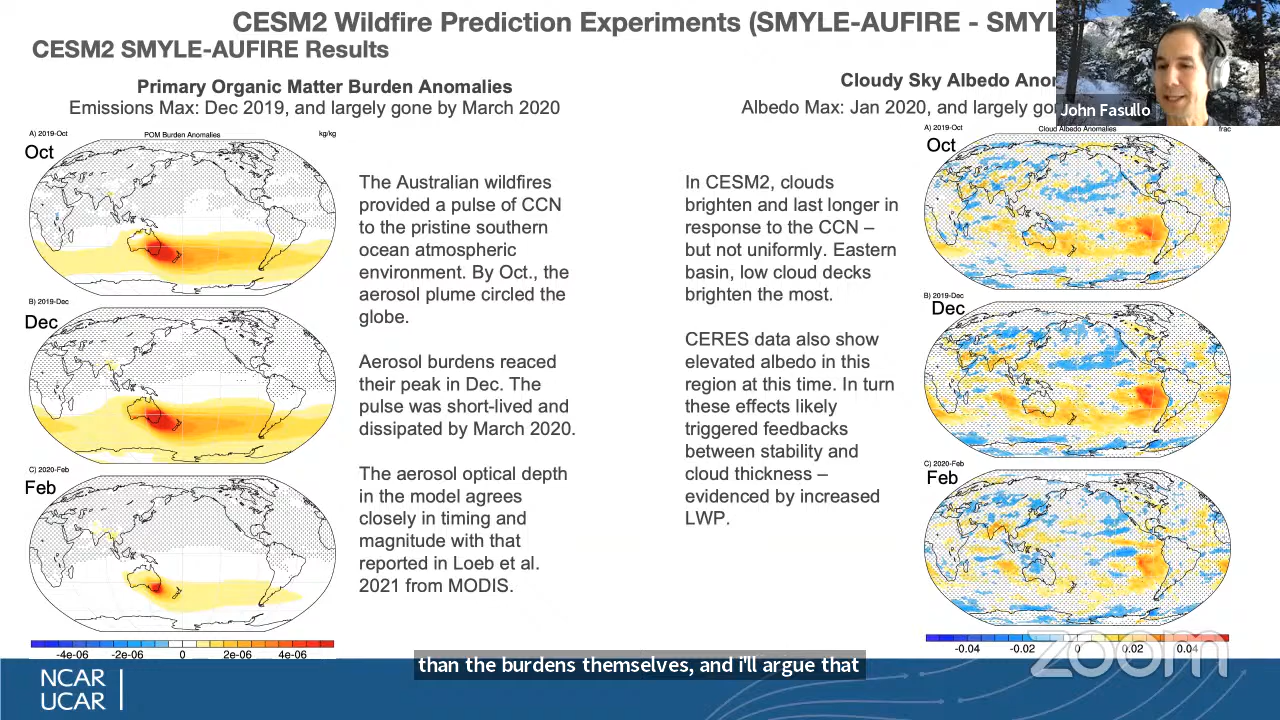 CESM2 Wildfire Prediction Experiments (SMYLE-AUFIRE - SMYL
CESM2 SMYLE-AUFIRE Results
Primary Organic Matter Burden Anomalies
Emissions Max: Dec 2019, and largely gone by March 2020
A) 2019-Oct
POM Burden Anomalies
kg/kg
Oct
B) 2019-Dec
Dec
C) 2020-Feb
Feb
-4e-06 -2e-06 0 2e-06 4e-06
The Australian wildfires
provided a pulse of CCN
to the pristine southern
ocean atmospheric
environment. By Oct., the
aerosol plume circled the
globe.
Aerosol burdens reaced
their peak in Dec. The
pulse was short-lived and
dissipated by March 2020.
The aerosol optical depth
in the model agrees
closely in timing and
magnitude with that
reported in Loeb et al.
2021 from MODIS.
In CESM2, clouds
brighten and last longer in
response to the CCN –
but not uniformly. Eastern
basin, low cloud decks
brighten the most.
CERES data also show
elevated albedo in this
region at this time. In turn
these effects likely
triggered feedbacks
between stability and
cloud thickness –
evidenced by increased
LWP.
Cloudy Sky Albedo Anor
Albedo Max: Jan 2020, and largely go
John Fasullo
A) 2019-Oct
Cloud Albedo Anomalies
frac
Oct
B) 2019-Dec
Dec
C) 2020-Feb
Feb
-0.04 -0.02 0 0.02 0.04
zoom
than the burdens themselves, and i'll argue that
NCAR
UCAR